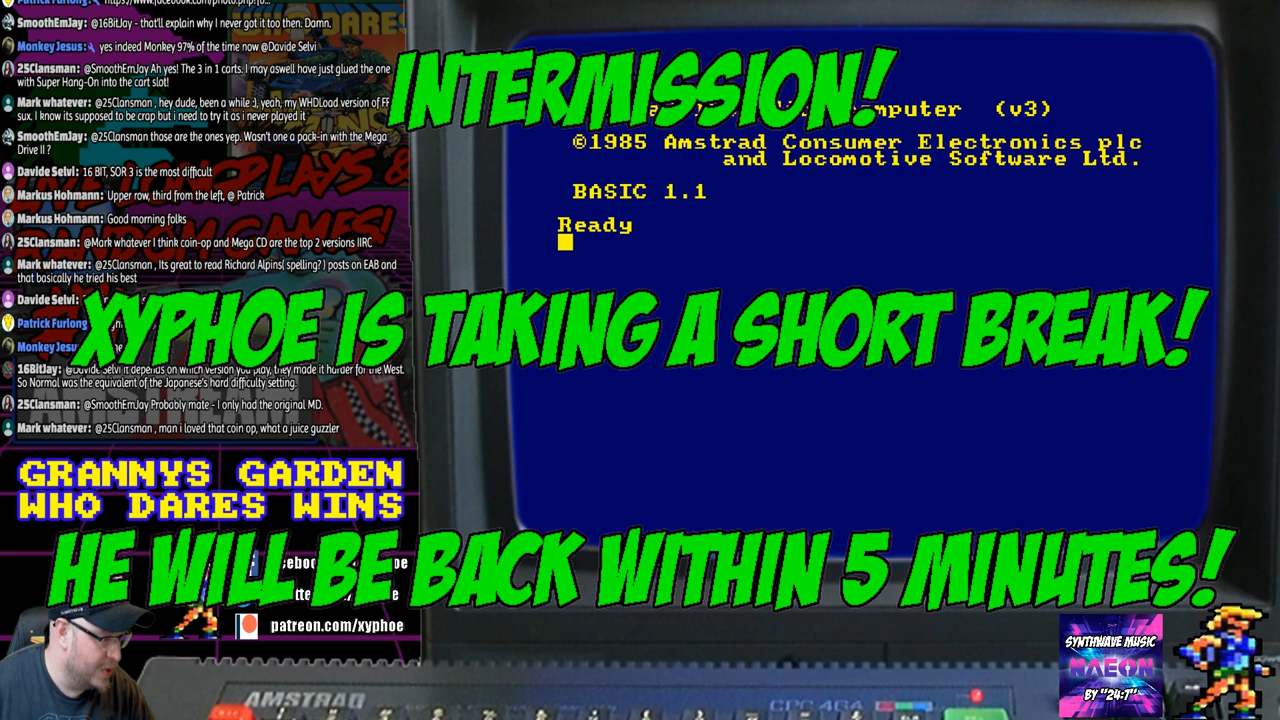 @SmoothEmJay: @16BitJay - that'll explain why I never got it too then. Damn.
MonkeyJesus: yes indeed Monkey 97% of the time now @Davide Selvi
25Clansman: @SmoothEmJay Ah yes! The 3 in 1 carts. I may aswell have just glued the one
with Super Hang-On into the cart slot!
Mark whatever: @25Clansman, hey dude, been a while :), yeah, my WHDLoad version of FF
sux. I know its supposed to be crap but i need to try it as i never played it
SmoothEmJay: @25Clansman those are the ones yep. Wasn't one a pack-in with the Mega
Drive II ?
Davide Selvi: 16 BIT, SOR 3 is the most difficult
Markus Hohmann: Upper row, third from the left, @ Patrick
Markus Hohmann: Good morning folks
25Clansman: @Mark whatever I think coin-op and Mega CD are the top 2 versions IIRC
Mark whatever: @25Clansman , Its great to read Richard Alpins( spelling? ) posts on EAB and
that basically he tried his best
Davide Selvi:
Patrick Furlong
MonkeyJesu
16BitJay: @Davide Selvi it depends on which version you play, they made it harder for the West.
So Normal was the equivalent of the Japanese's hard difficulty setting.
25Clansman: @SmoothEmJay Probably mate - I only had the original MD.
Mark whatever: @25Clansman , man i loved that coin op, what a juice guzzler
INTERMISSION!
mputer (v3)
©1985 Amstrad Consumer Electronics plc
and Locomotive Software Ltd.
BASIC 1.1
Ready
XYPHOE IS TAKING A SHORT BREAK!
GRANNYS GARDEN
WHO DARES WINS
HE WILL BE BACK WITHIN 5 MINUTES!
patreon.com/xyphoe
AMSTRAD
CPC 464
SYNTHWAVE MUSIC
NAEON
BY "24:7"